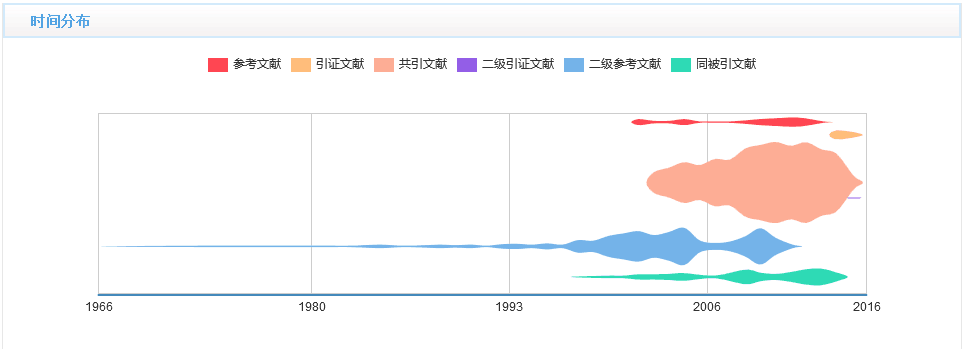 时间分布
参考文献 引证文献 共引文献 二级引证文献 二级参考文献 同被引文献
1966 1980 1993 2006 2016